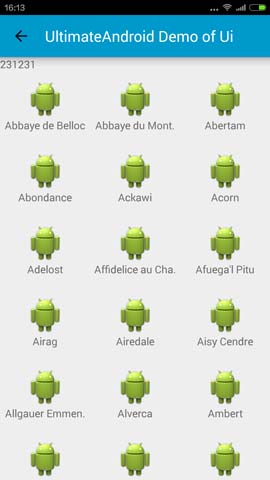 16:13
UltimateAndroid Demo of Ui
231231
Abbaye de Belloc Abbaye du Mont. Abertam
Abondance Ackawi Acorn
Adelost Affidelice au Cha. Afuega'l Pitu
Airag Airedale Aisy Cendre
Allgauer Emmen. Alverca Ambert